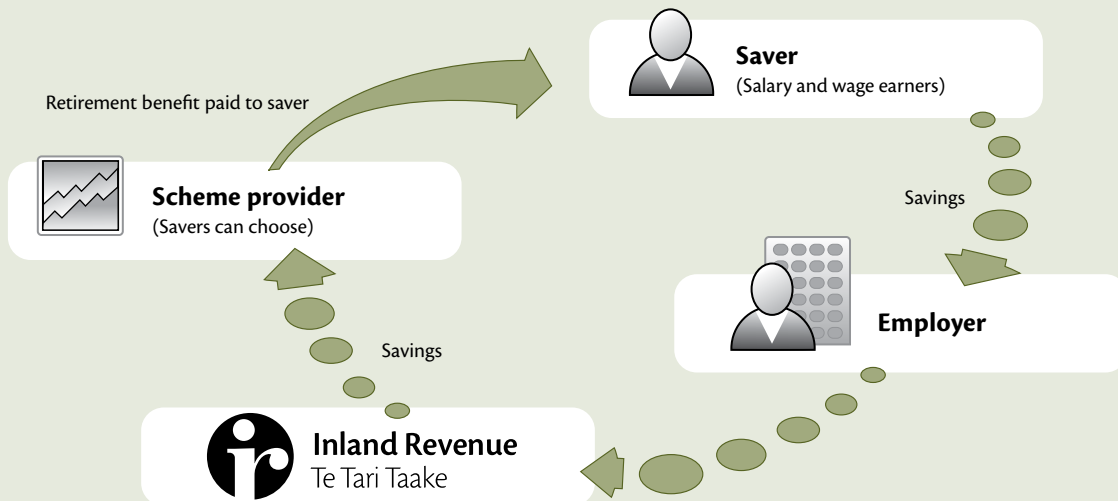 Saver
(Salary and wage earners)
Retirement benefit paid to saver
Scheme provider
(Savers can choose)
Savings
Employer
Savings
ir
Inland Revenue
Te Tari Taake